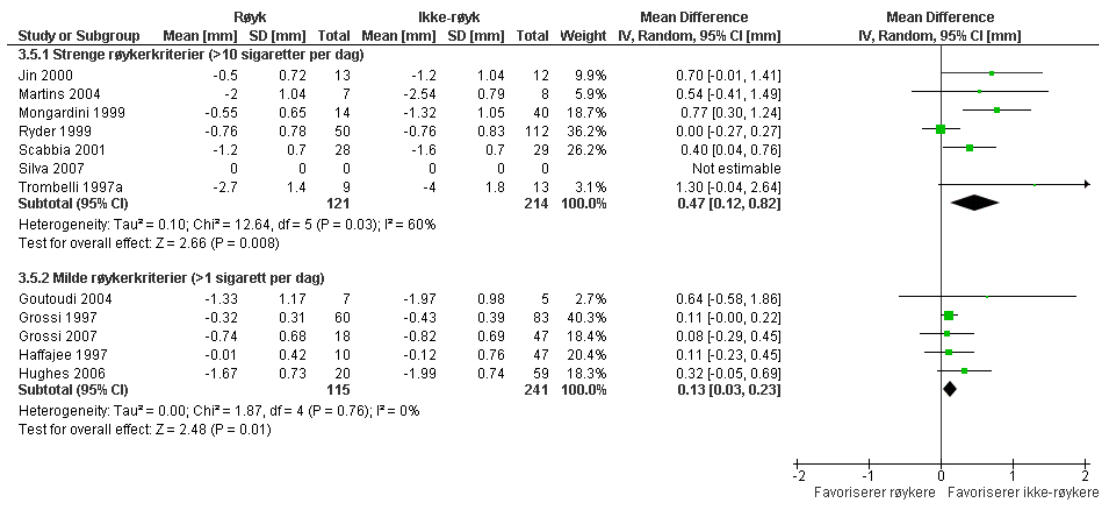 Røyk Ikke-røyk Mean Difference Mean Difference
Study or Subgroup Mean [mm] SD [mm] Total Mean [mm] SD [mm] Total Weight IV, Random, 95% CI [mm] IV, Random, 95% CI [mm]
3.5.1 Strenge røykerkriterier (>10 sigaretter per dag)
Jin 2000 -0.5 0.72 13 -1.2 1.04 12 9.9% 0.70 [-0.01, 1.41]
Martins 2004 -2 1.04 7 -2.54 0.79 8 5.9% 0.54 [-0.41, 1.49]
Mongardini 1999 -0.55 0.65 14 -1.32 1.05 40 18.7% 0.77 [0.30, 1.24]
Ryder 1999 -0.76 0.78 50 -0.76 0.83 112 36.2% 0.00 [-0.27, 0.27]
Scabbia 2001 -1.2 0.7 28 -1.6 0.7 29 26.2% 0.40 [0.04, 0.76]
Silva 2007 0 0 0 0 0 0 Not estimable
Trombelli 1997a -2.7 1.4 9 -4 1.8 13 3.1% 1.30 [-0.04, 2.64]
Subtotal (95% CI) 121 214 100.0% 0.47 [0.12, 0.82]
Heterogeneity: Tau² = 0.10; Chi² = 12.64, df = 5 (P = 0.03); I² = 60%
Test for overall effect: Z = 2.66 (P = 0.008)
3.5.2 Milde røykerkriterier (>1 sigarett per dag)
Goutoudi 2004 -1.33 1.17 7 -1.97 0.98 5 2.7% 0.64 [-0.58, 1.86]
Grossi 1997 -0.32 0.31 60 -0.43 0.39 83 40.3% 0.11 [-0.00, 0.22]
Grossi 2007 -0.74 0.68 18 -0.82 0.69 47 18.4% 0.08 [-0.29, 0.45]
Haffajee 1997 -0.01 0.42 10 -0.12 0.76 47 20.4% 0.11 [-0.23, 0.45]
Hughes 2006 -1.67 0.73 20 -1.99 0.74 59 18.3% 0.32 [-0.05, 0.69]
Subtotal (95% CI) 115 241 100.0% 0.13 [0.03, 0.23]
Heterogeneity: Tau² = 0.00; Chi² = 1.87, df = 4 (P = 0.76); I² = 0%
Test for overall effect: Z = 2.48 (P = 0.01)
-2 -1 0 1 2
Favoriserer røykere Favoriserer ikke-røykere